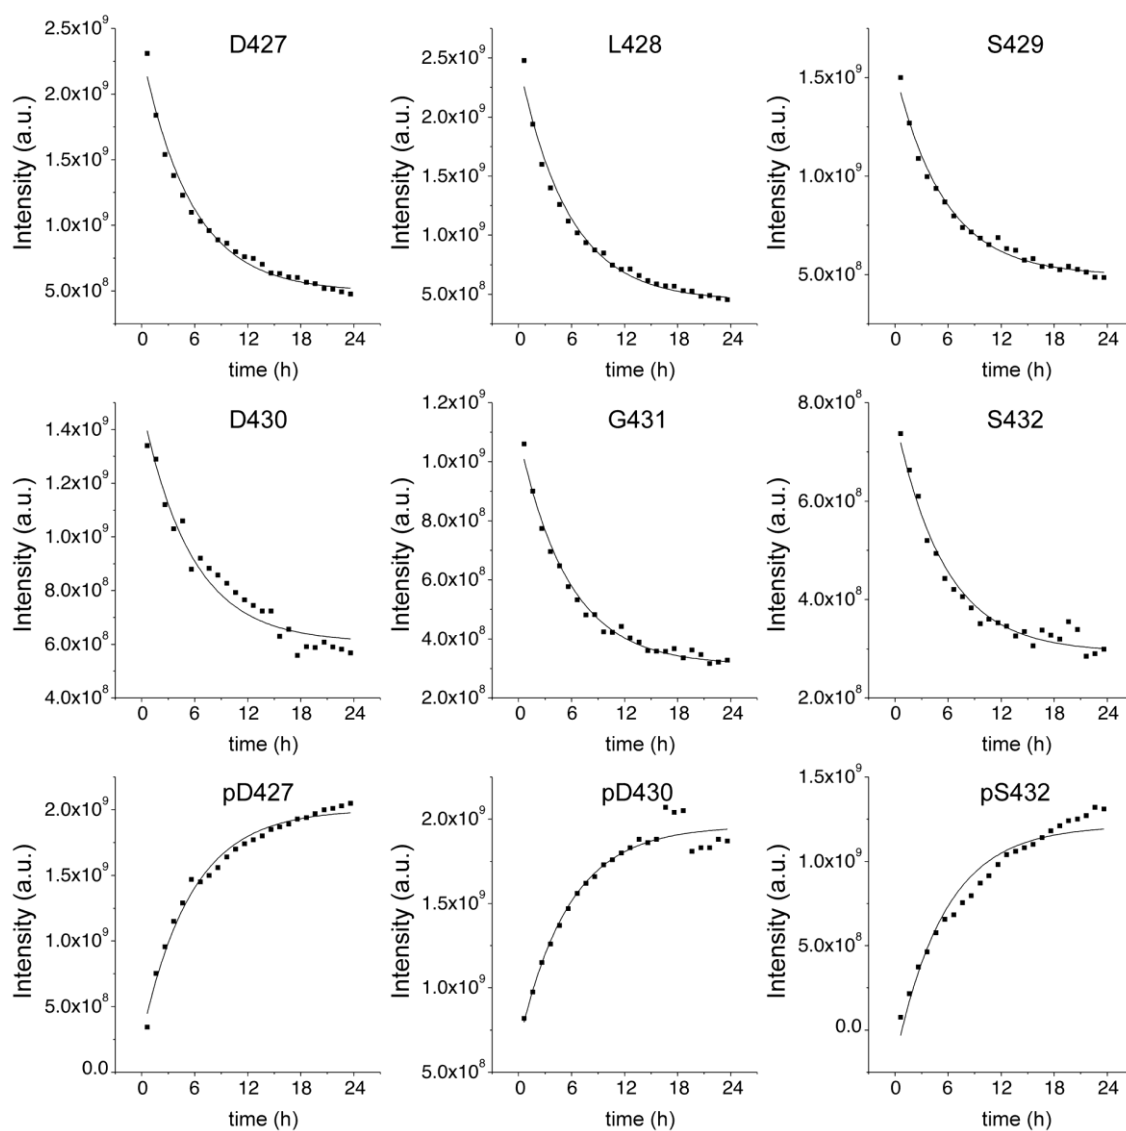 D427
Intensity (a.u.)
2.5x10⁹
2.0x10⁹
1.5x10⁹
1.0x10⁹
5.0x10⁸
0 6 12 18 24
time (h)
L428
Intensity (a.u.)
2.5x10⁹
2.0x10⁹
1.5x10⁹
1.0x10⁹
5.0x10⁸
0 6 12 18 24
time (h)
S429
Intensity (a.u.)
1.5x10⁹
1.0x10⁹
5.0x10⁸
0 6 12 18 24
time (h)
D430
Intensity (a.u.)
1.4x10⁹
1.2x10⁹
1.0x10⁹
8.0x10⁸
6.0x10⁸
4.0x10⁸
0 6 12 18 24
time (h)
G431
Intensity (a.u.)
1.2x10⁹
1.0x10⁹
8.0x10⁸
6.0x10⁸
4.0x10⁸
2.0x10⁸
0 6 12 18 24
time (h)
S432
Intensity (a.u.)
8.0x10⁸
6.0x10⁸
4.0x10⁸
2.0x10⁸
0 6 12 18 24
time (h)
pD427
Intensity (a.u.)
2.0x10⁹
1.5x10⁹
1.0x10⁹
5.0x10⁸
0.0
0 6 12 18 24
time (h)
pD430
Intensity (a.u.)
2.0x10⁹
1.5x10⁹
1.0x10⁹
5.0x10⁸
0 6 12 18 24
time (h)
pS432
Intensity (a.u.)
1.5x10⁹
1.0x10⁹
5.0x10⁸
0.0
0 6 12 18 24
time (h)